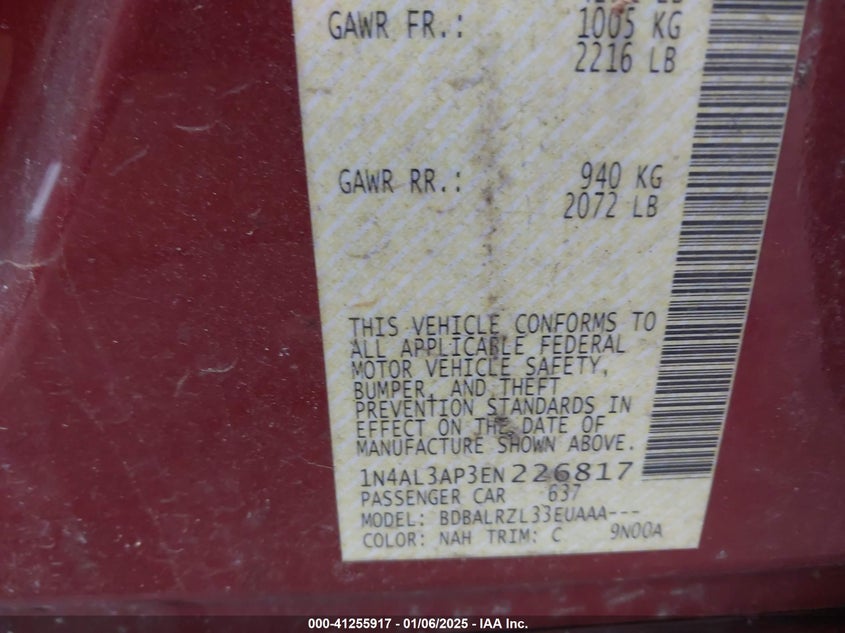 GAWR FR.: 1005 KG
2216 LB
GAWR RR.: 940 KG
2072 LB
THIS VEHICLE CONFORMS TO
ALL APPLICABLE FEDERAL
MOTOR VEHICLE SAFETY,
BUMPER, AND THEFT
PREVENTION STANDARDS IN
EFFECT ON THE DATE OF
MANUFACTURE SHOWN ABOVE.
1N4AL3AP3EN226817
PASSENGER CAR 637
MODEL: BDBALRZL33EUAAA---
COLOR: NAH TRIM: C 9N00A
000-41255917 - 01/06/2025 - IAA Inc.